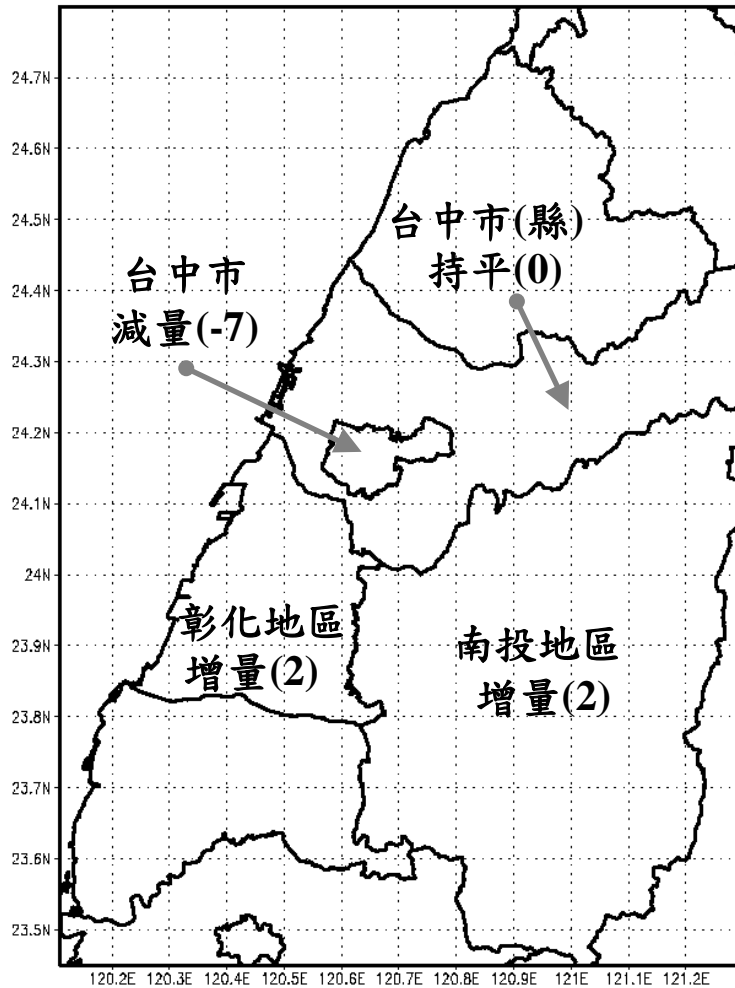 24.7N
24.6N
24.5N
24.4N
24.3N
24.2N
24.1N
24N
23.9N
23.8N
23.7N
23.6N
23.5N
台中市(縣)
持平(0)
台中市
減量(-7)
彰化地區
增量(2)
南投地區
增量(2)
120.2E 120.3E 120.4E 120.5E 120.6E 120.7E 120.8E 120.9E 121E 121.1E 121.2E